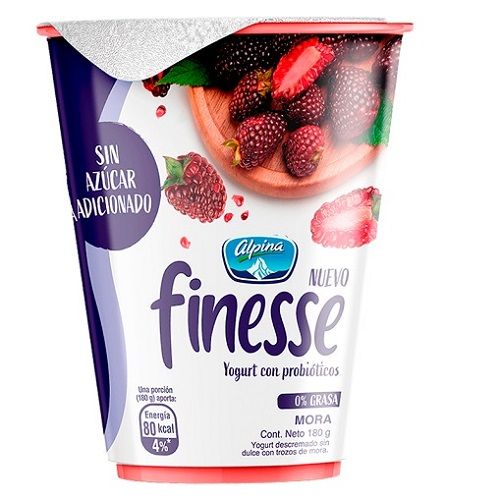 SIN
AZÚCAR
ADICIONADO
Alpina
NUEVO
finesse
Yogurt con probióticos
0% GRASA
MORA
Cont. Neto 180 g
Yogurt descremado sin
dulce con trozos de mora.
Una porción
(180 g) aporta:
Energía
80 kcal
4%*